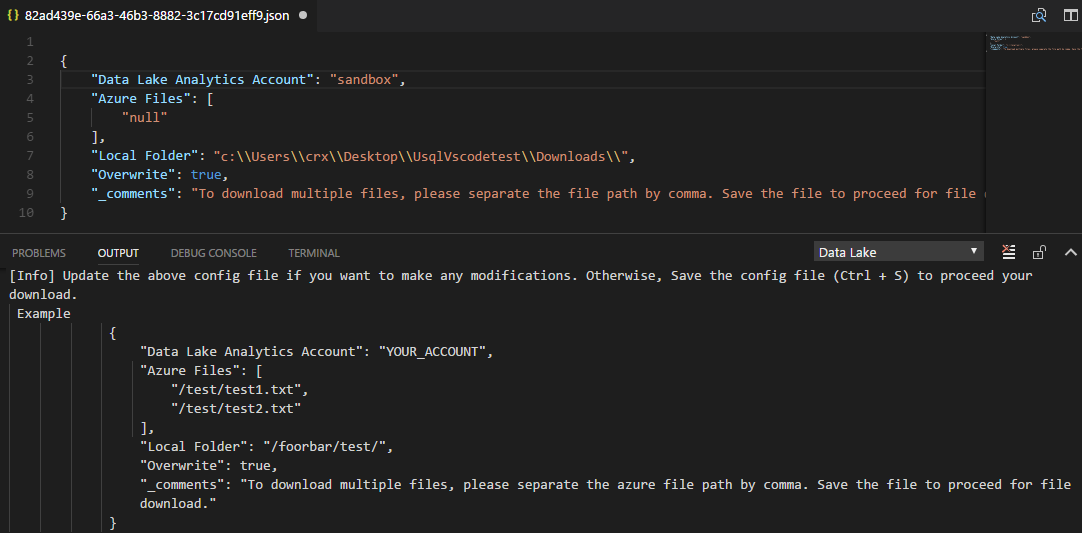 {} 82ad439e-66a3-46b3-8882-3c17cd91eff9.json
1
2 {
3 "Data Lake Analytics Account": "sandbox",
4 "Azure Files": [
5 "null"
6 ],
7 "Local Folder": "c:\\Users\\crx\\Desktop\\UsqlVscodetest\\Downloads\\",
8 "Overwrite": true,
9 "_comments": "To download multiple files, please separate the file path by comma. Save the file to proceed for file
10 }
PROBLEMS OUTPUT DEBUG CONSOLE TERMINAL Data Lake
[Info] Update the above config file if you want to make any modifications. Otherwise, Save the config file (Ctrl + S) to proceed your
download.
Example
{
"Data Lake Analytics Account": "YOUR_ACCOUNT",
"Azure Files": [
"/test/test1.txt",
"/test/test2.txt"
],
"Local Folder": "/foorbar/test/",
"Overwrite": true,
"_comments": "To download multiple files, please separate the azure file path by comma. Save the file to proceed for file
download."
}